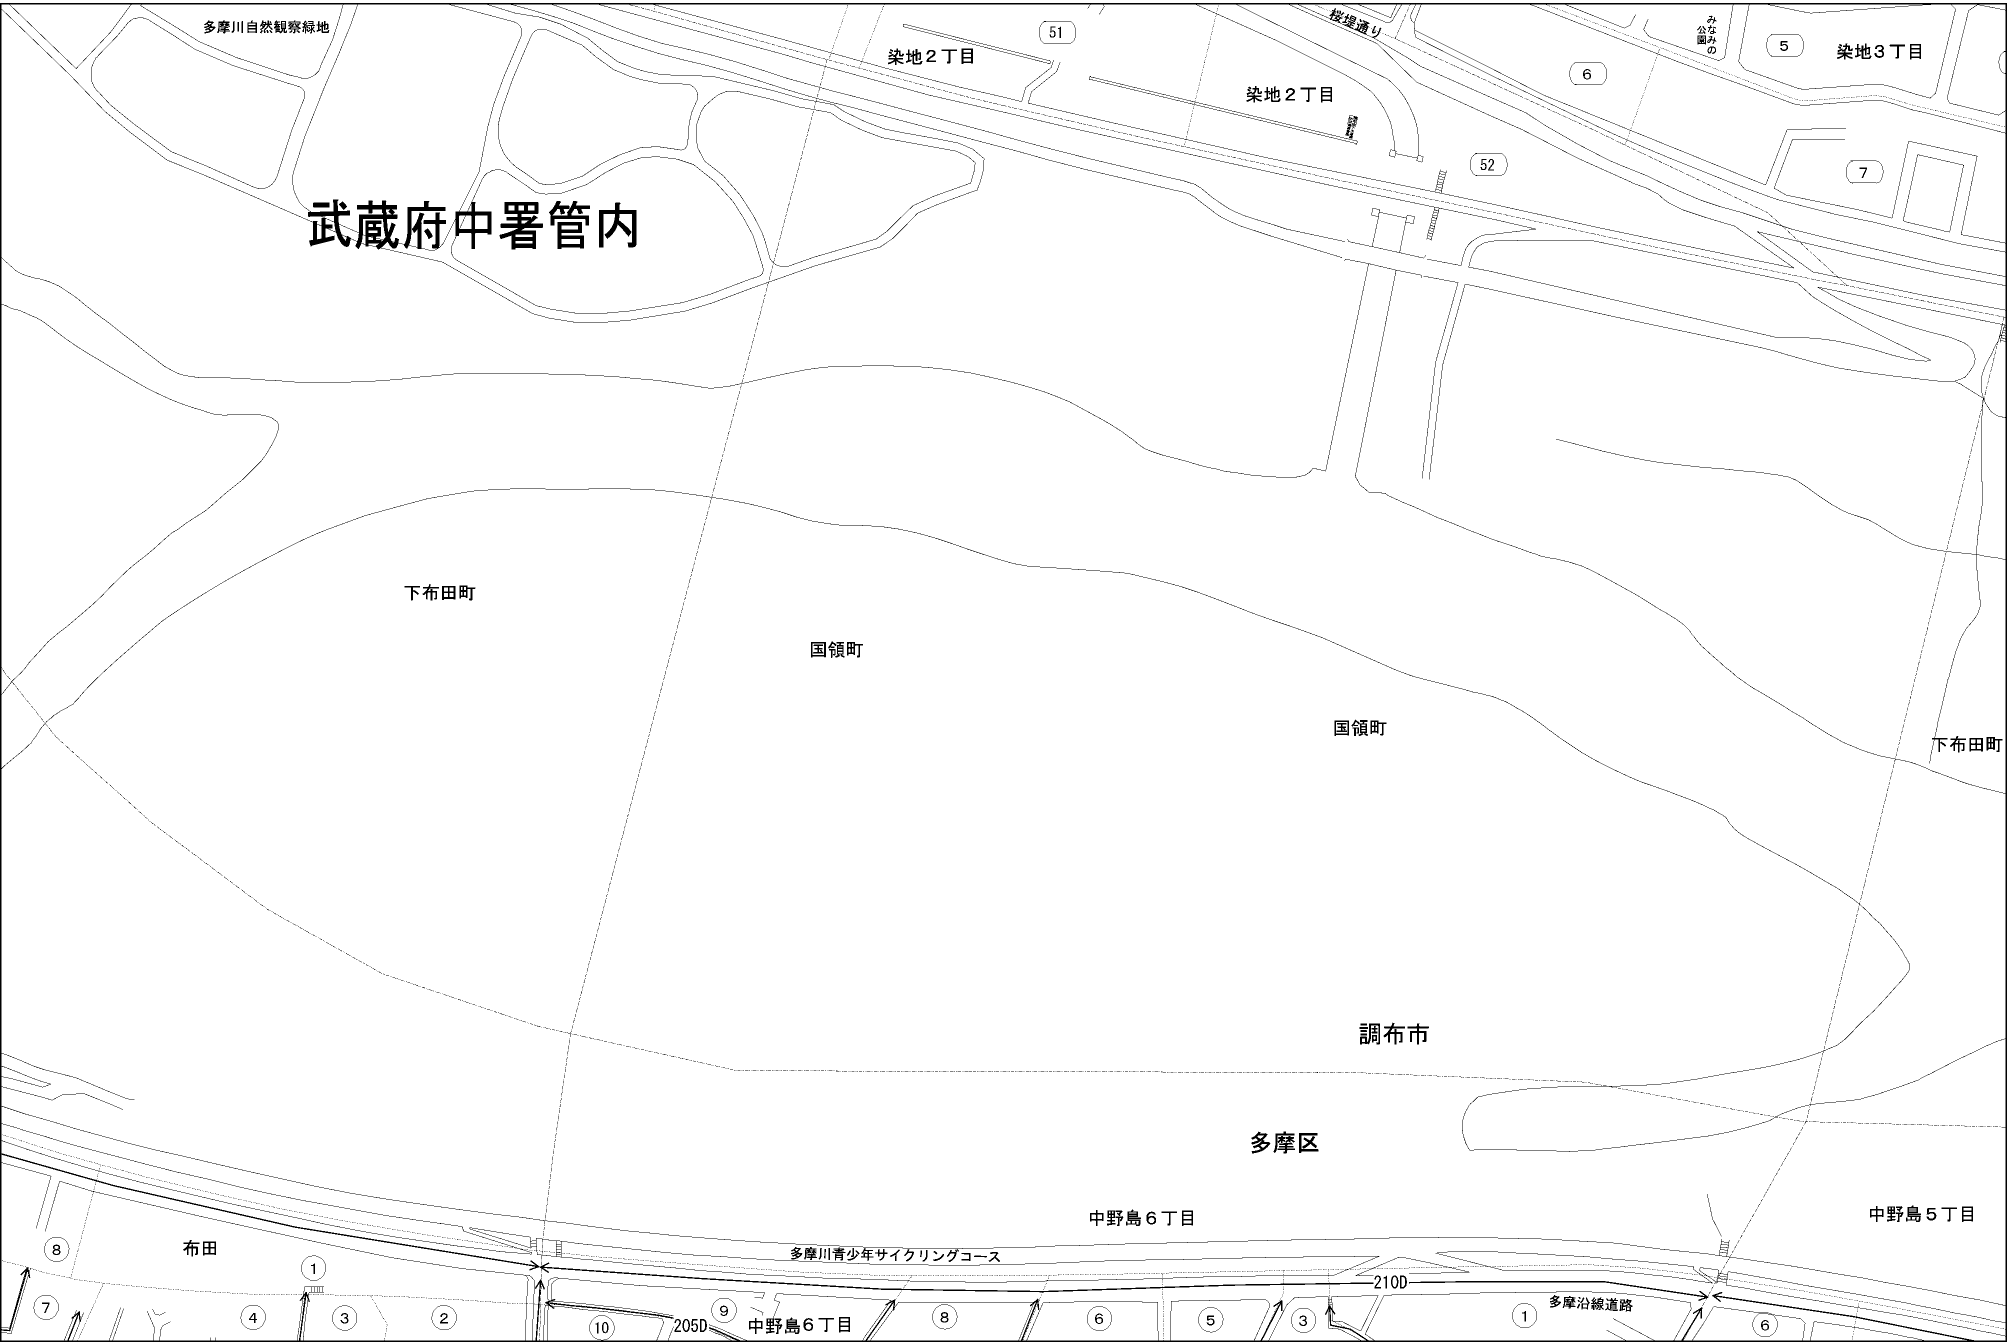 多摩川自然観察緑地
51
染地２丁目
桜堤通り
みなみの
公園
5
染地３丁目
6
染地２丁目
52
7
武蔵府中署管内
下布田町
国領町
国領町
下布田町
調布市
多摩区
中野島６丁目
中野島５丁目
8
布田
多摩川青少年サイクリングコース
1
210D
7
4
3
2
10
205D
9
中野島６丁目
8
6
5
3
1
多摩沿線道路
6